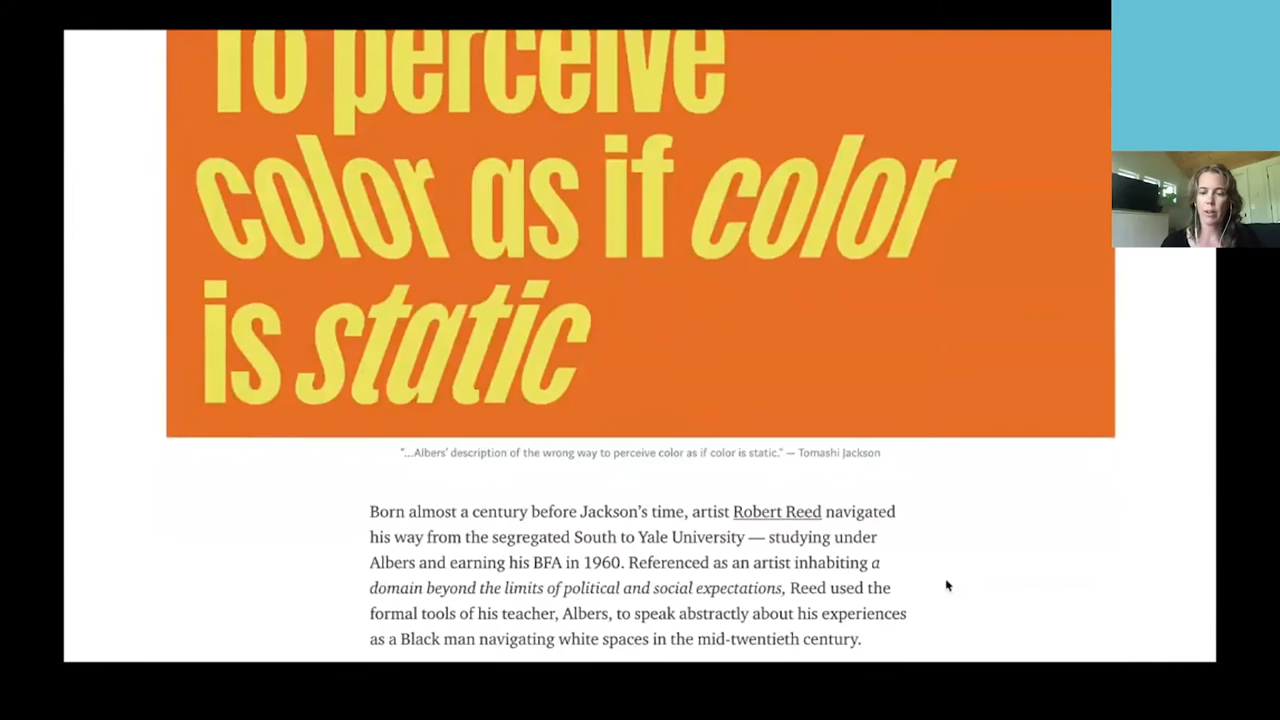 To perceive
color as if color
is static
"...Albers' description of the wrong way to perceive color as if color is static." — Tomashi Jackson
Born almost a century before Jackson's time, artist Robert Reed navigated
his way from the segregated South to Yale University — studying under
Albers and earning his BFA in 1960. Referenced as an artist inhabiting a
domain beyond the limits of political and social expectations, Reed used the
formal tools of his teacher, Albers, to speak abstractly about his experiences
as a Black man navigating white spaces in the mid-twentieth century.